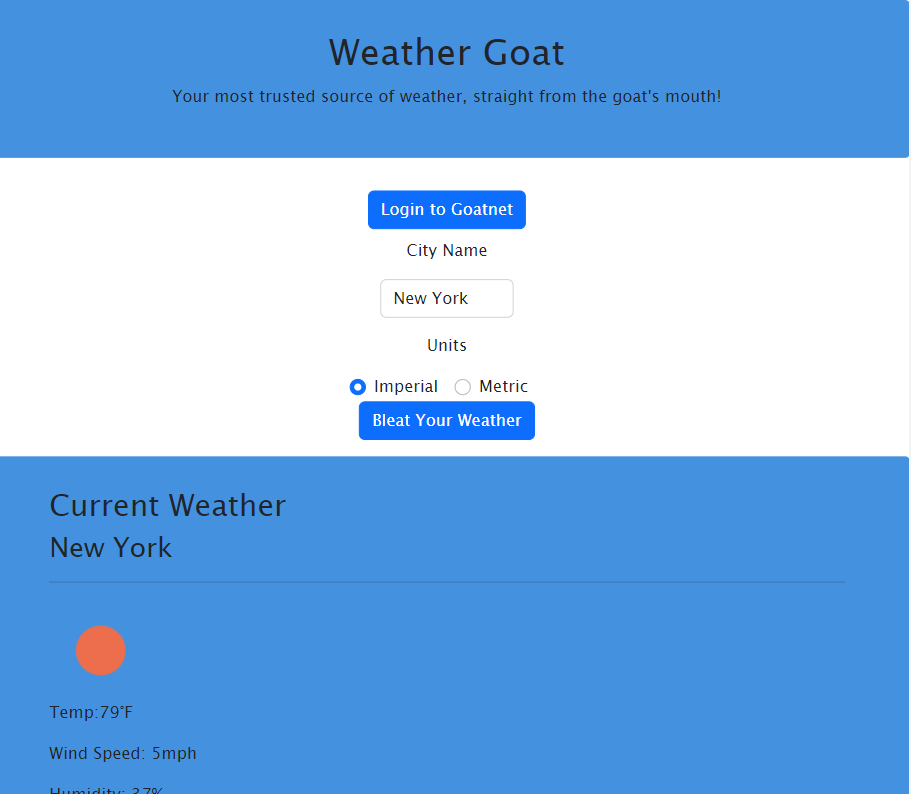 Weather Goat
Your most trusted source of weather, straight from the goat's mouth!
Login to Goatnet
City Name
New York
Units
Imperial Metric
Bleat Your Weather
Current Weather
New York
Temp:79°F
Wind Speed: 5mph
Humidity: 37%